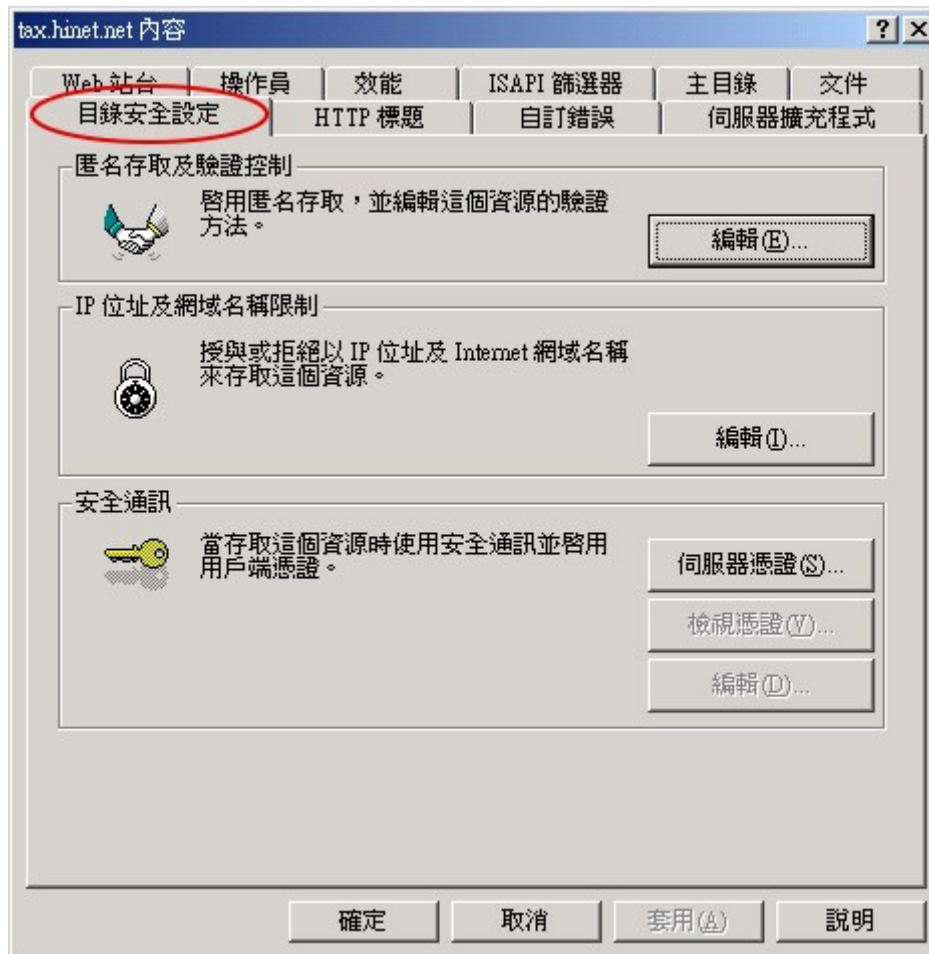 tax.hinet.net 內容
Web 站台 操作員 效能 ISAPI 篩選器 主目錄 文件
目錄安全設定 HTTP 標題 自訂錯誤 伺服器擴充程式
匿名存取及驗證控制
啓用匿名存取，並編輯這個資源的驗證
方法。
編輯(E)...
IP 位址及網域名稱限制
授與或拒絕以 IP 位址及 Internet 網域名稱
來存取這個資源。
編輯(I)...
安全通訊
當存取這個資源時使用安全通訊並啓用
用戶端憑證。
伺服器憑證(S)...
檢視憑證(V)...
編輯(D)...
確定 取消 套用(A) 說明